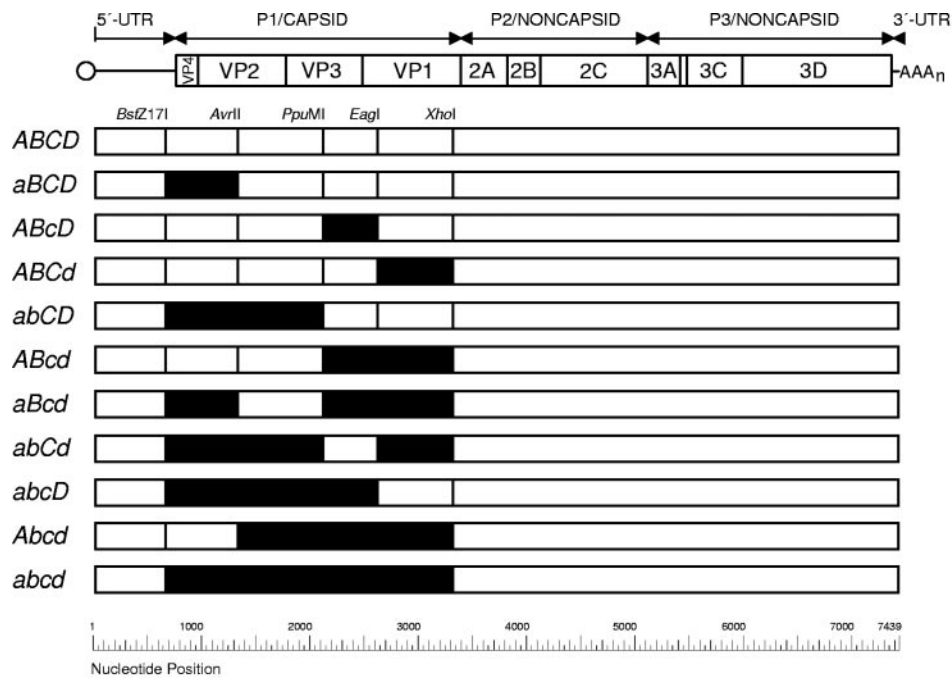 5´-UTR P1/CAPSID P2/NONCAPSID P3/NONCAPSID 3´-UTR
VP4 VP2 VP3 VP1 2A 2B 2C 3A 3C 3D AAAn
BstZ17I AvrII PpuMI EagI XhoI
ABCD
aBCD
ABcD
ABCd
abCD
ABcd
aBcd
abCd
abcD
Abcd
abcd
1 1000 2000 3000 4000 5000 6000 7000 7439
Nucleotide Position